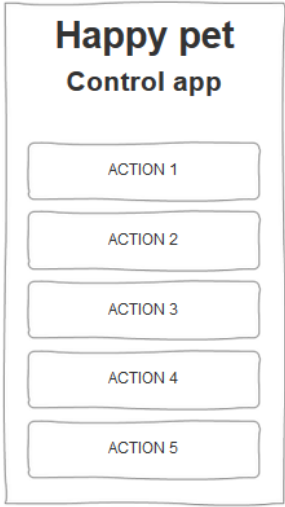 Happy pet
Control app
ACTION 1
ACTION 2
ACTION 3
ACTION 4
ACTION 5